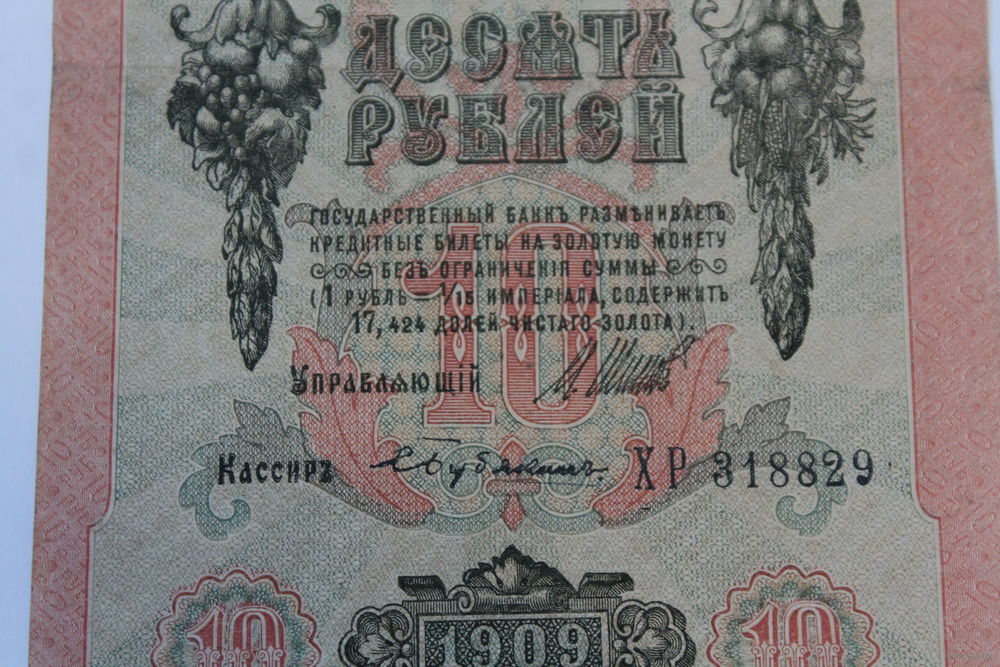 ДЕСЯТЬ
РУБЛЕЙ
ГОСУДАРСТВЕННЫЙ БАНКЪ РАЗМѢНИВАЕТЪ
КРЕДИТНЫЕ БИЛЕТЫ НА ЗОЛОТУЮ МОНЕТУ
БЕЗЪ ОГРАНИЧЕНІЯ СУММЫ
(1 РУБЛЬ – 1/15 ИМПЕРІАЛА, СОДЕРЖИТЪ
17,424 ДОЛЕЙ ЧИСТАГО ЗОЛОТА).
10
УПРАВЛЯЮЩІЙ
КАССИРЪ ХР 318829
10 1909 10